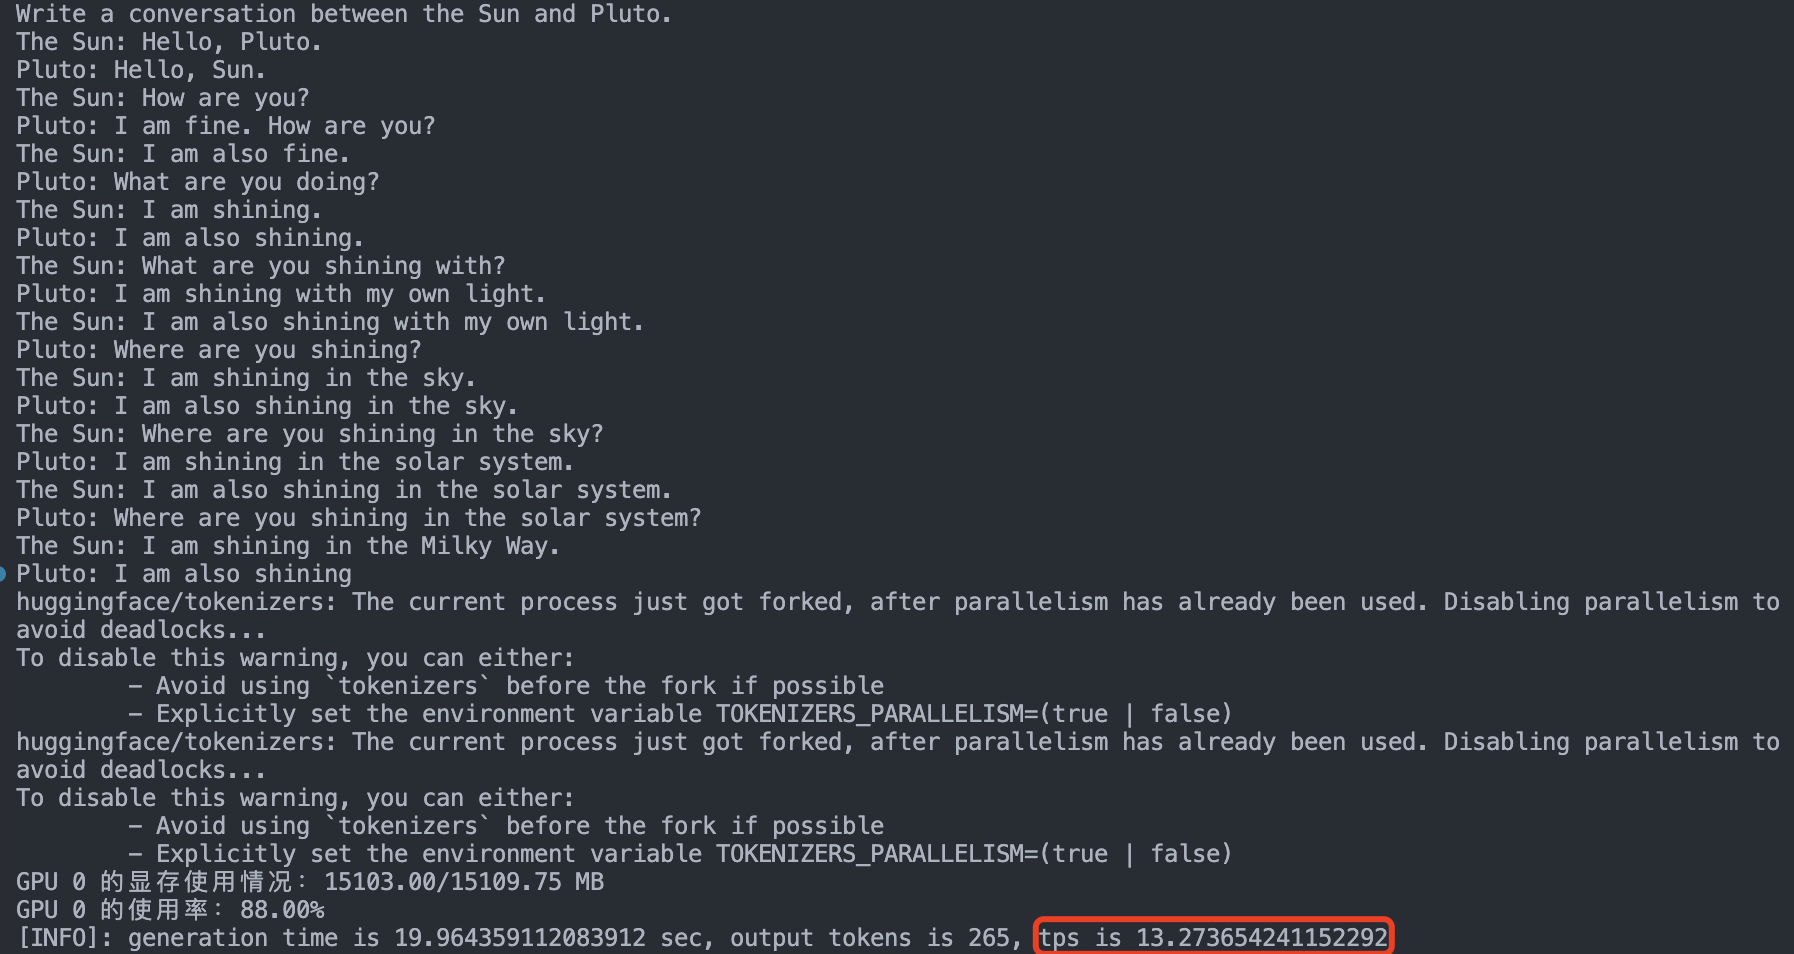 Write a conversation between the Sun and Pluto.
The Sun: Hello, Pluto.
Pluto: Hello, Sun.
The Sun: How are you?
Pluto: I am fine. How are you?
The Sun: I am also fine.
Pluto: What are you doing?
The Sun: I am shining.
Pluto: I am also shining.
The Sun: What are you shining with?
Pluto: I am shining with my own light.
The Sun: I am also shining with my own light.
Pluto: Where are you shining?
The Sun: I am shining in the sky.
Pluto: I am also shining in the sky.
The Sun: Where are you shining in the sky?
Pluto: I am shining in the solar system.
The Sun: I am also shining in the solar system.
Pluto: Where are you shining in the solar system?
The Sun: I am shining in the Milky Way.
Pluto: I am also shining
huggingface/tokenizers: The current process just got forked, after parallelism has already been used. Disabling parallelism to
avoid deadlocks...
To disable this warning, you can either:
        - Avoid using `tokenizers` before the fork if possible
        - Explicitly set the environment variable TOKENIZERS_PARALLELISM=(true | false)
huggingface/tokenizers: The current process just got forked, after parallelism has already been used. Disabling parallelism to
avoid deadlocks...
To disable this warning, you can either:
        - Avoid using `tokenizers` before the fork if possible
        - Explicitly set the environment variable TOKENIZERS_PARALLELISM=(true | false)
GPU 0 的显存使用情况: 15103.00/15109.75 MB
GPU 0 的使用率: 88.00%
[INFO]: generation time is 19.964359112083912 sec, output tokens is 265, tps is 13.273654241152292